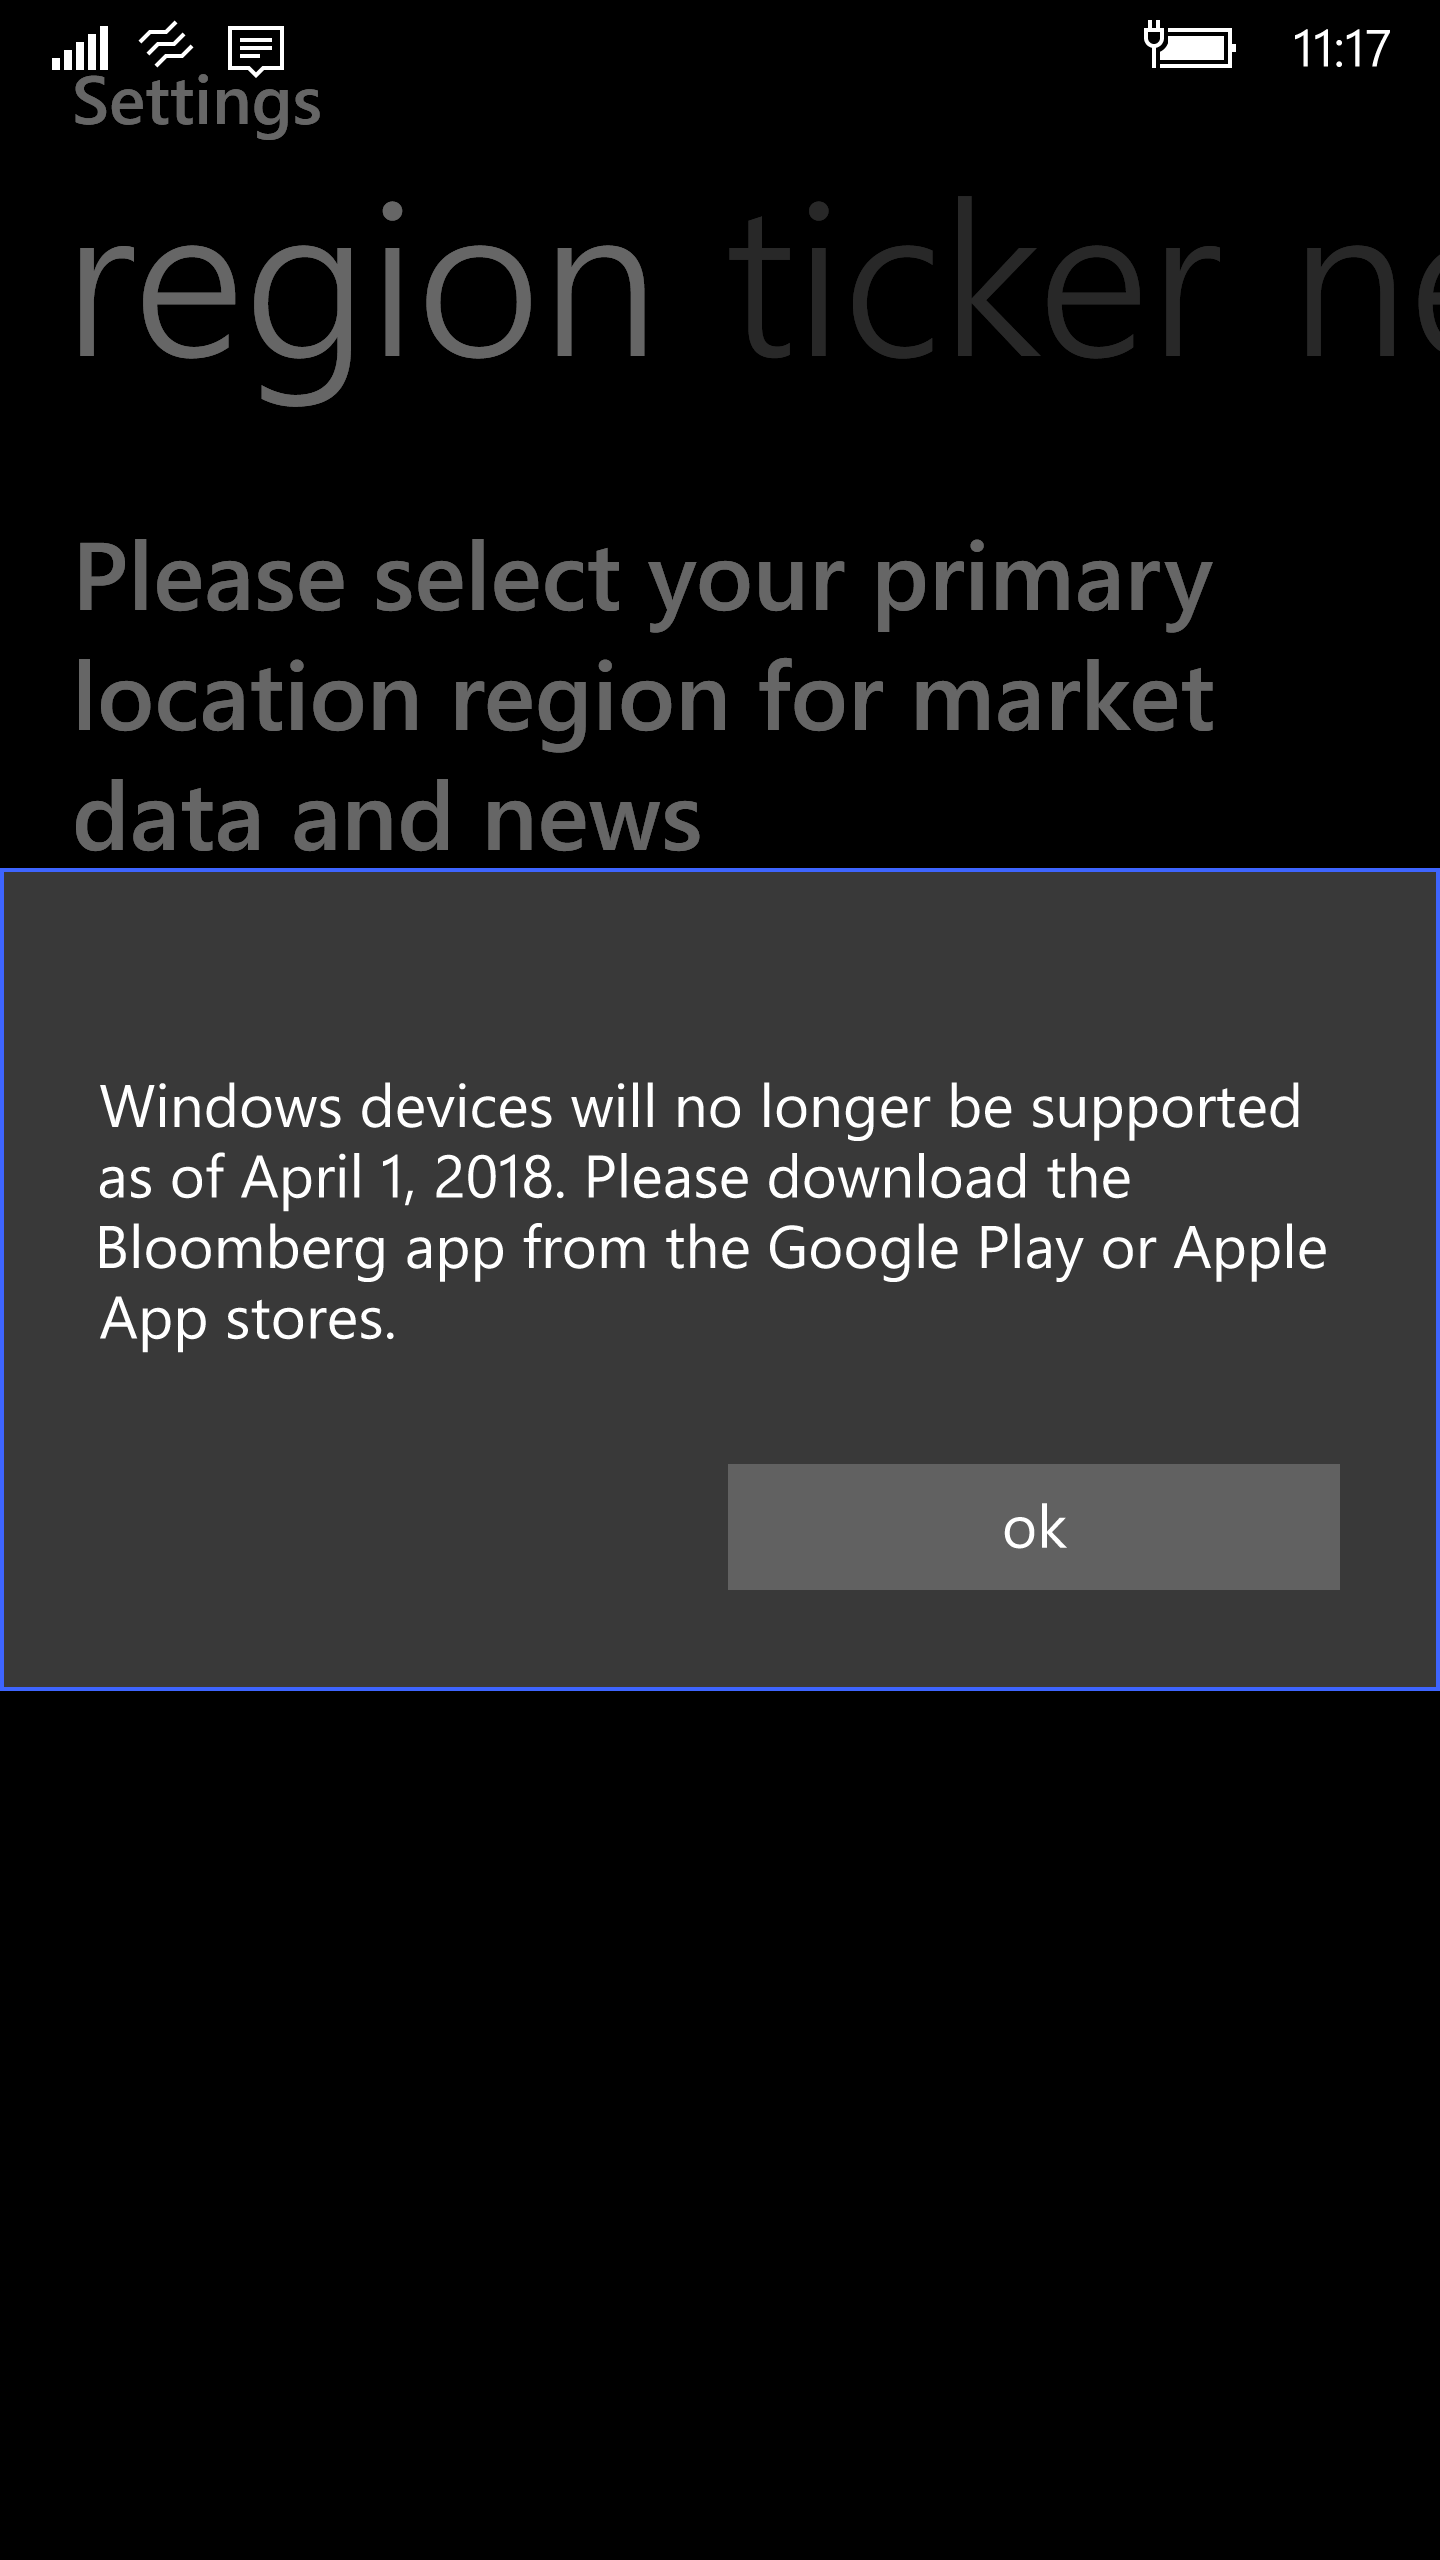 11:17
Settings
region ticker
Please select your primary
location region for market
data and news
Windows devices will no longer be supported
as of April 1, 2018. Please download the
Bloomberg app from the Google Play or Apple
App stores.
ok